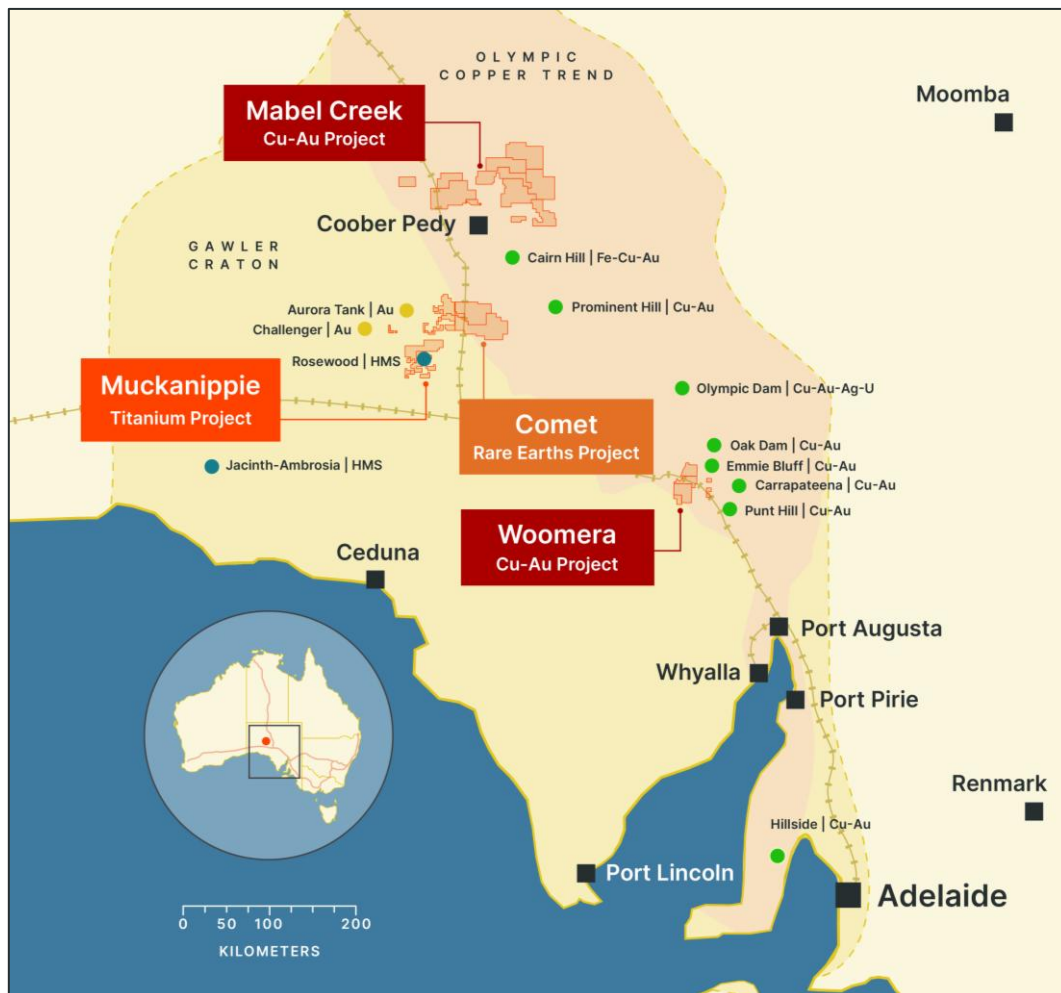 OLYMPIC
COPPER TREND
Moomba
Mabel Creek
Cu-Au Project
Coober Pedy
GAWLER
CRATON
Cairn Hill | Fe-Cu-Au
Aurora Tank | Au
Prominent Hill | Cu-Au
Challenger | Au
Rosewood | HMS
Muckanippie
Titanium Project
Olympic Dam | Cu-Au-Ag-U
Comet
Rare Earths Project
Oak Dam | Cu-Au
Jacinth-Ambrosia | HMS
Emmie Bluff | Cu-Au
Carrapateena | Cu-Au
Punt Hill | Cu-Au
Woomera
Cu-Au Project
Ceduna
Port Augusta
Whyalla
Port Pirie
Renmark
Hillside | Cu-Au
Port Lincoln
Adelaide
0 50 100 200
KILOMETERS